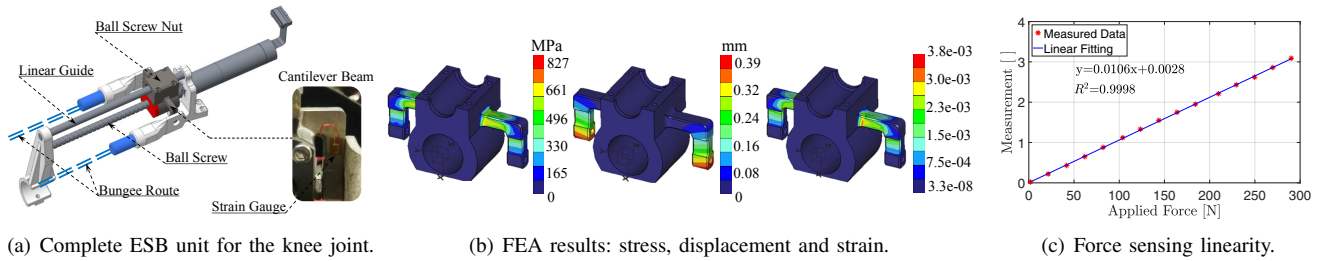 Ball Screw Nut
Linear Guide
Cantilever Beam
Ball Screw
Bungee Route
Strain Gauge
(a) Complete ESB unit for the knee joint.
MPa
827
661
496
330
165
0
mm
0.39
0.32
0.24
0.16
0.08
0
3.8e-03
3.0e-03
2.3e-03
1.5e-03
7.5e-04
3.3e-08
(b) FEA results: stress, displacement and strain.
4
3
2
1
0
Measurement [ ]
Measured Data
Linear Fitting
y=0.0106x+0.0028
R²=0.9998
0 50 100 150 200 250 300
Applied Force [N]
(c) Force sensing linearity.